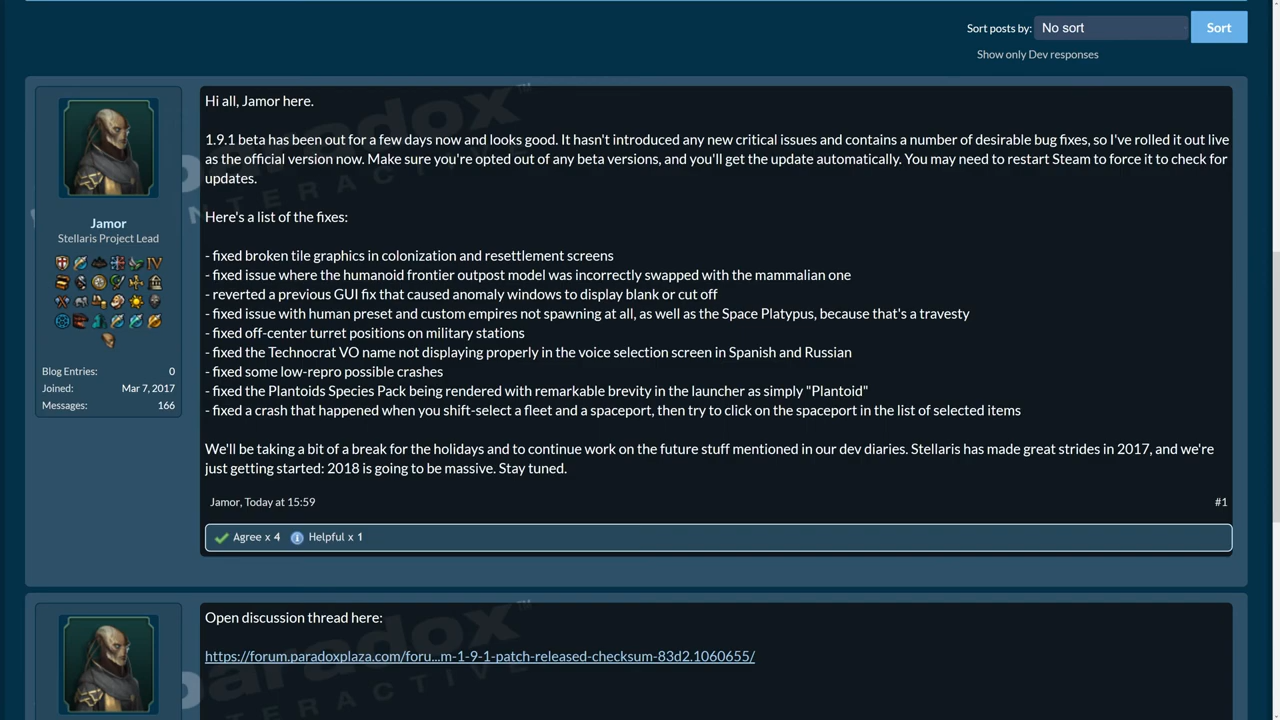 Sort posts by: No sort Sort
Show only Dev responses
Hi all, Jamor here.
1.9.1 beta has been out for a few days now and looks good. It hasn't introduced any new critical issues and contains a number of desirable bug fixes, so I've rolled it out live
as the official version now. Make sure you're opted out of any beta versions, and you'll get the update automatically. You may need to restart Steam to force it to check for
updates.
Here's a list of the fixes:
- fixed broken tile graphics in colonization and resettlement screens
- fixed issue where the humanoid frontier outpost model was incorrectly swapped with the mammalian one
- reverted a previous GUI fix that caused anomaly windows to display blank or cut off
- fixed issue with human preset and custom empires not spawning at all, as well as the Space Platypus, because that's a travesty
- fixed off-center turret positions on military stations
- fixed the Technocrat VO name not displaying properly in the voice selection screen in Spanish and Russian
- fixed some low-repro possible crashes
- fixed the Plantoids Species Pack being rendered with remarkable brevity in the launcher as simply "Plantoid"
- fixed a crash that happened when you shift-select a fleet and a spaceport, then try to click on the spaceport in the list of selected items
We'll be taking a bit of a break for the holidays and to continue work on the future stuff mentioned in our dev diaries. Stellaris has made great strides in 2017, and we're
just getting started: 2018 is going to be massive. Stay tuned.
Jamor, Today at 15:59 #1
Agree x 4 Helpful x 1
Jamor
Stellaris Project Lead
Blog Entries: 0
Joined: Mar 7, 2017
Messages: 166
Open discussion thread here:
https://forum.paradoxplaza.com/foru...m-1-9-1-patch-released-checksum-83d2.1060655/
paradox
INTERACTIVE